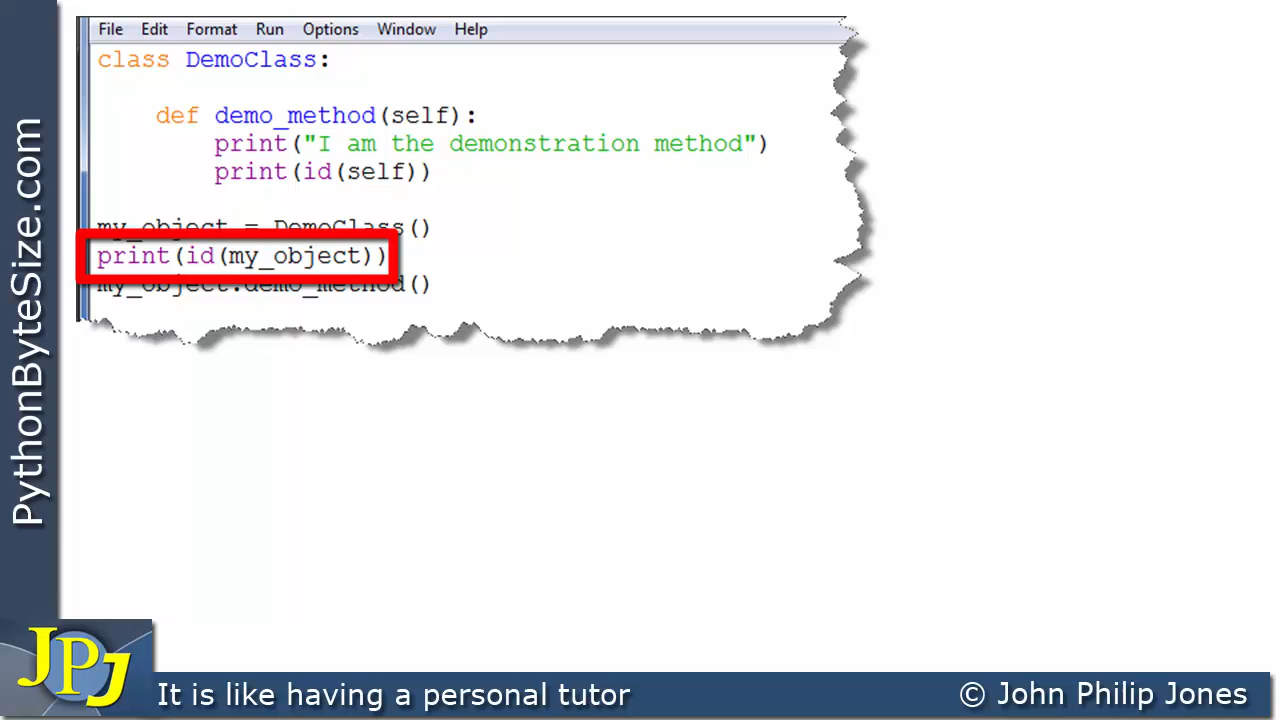 File Edit Format Run Options Window Help
class DemoClass:
def demo_method(self):
print("I am the demonstration method")
print(id(self))
my_object = DemoClass()
print(id(my_object))
my_object.demo_method()
PythonByteSize.com
JPJ
It is like having a personal tutor
© John Philip Jones